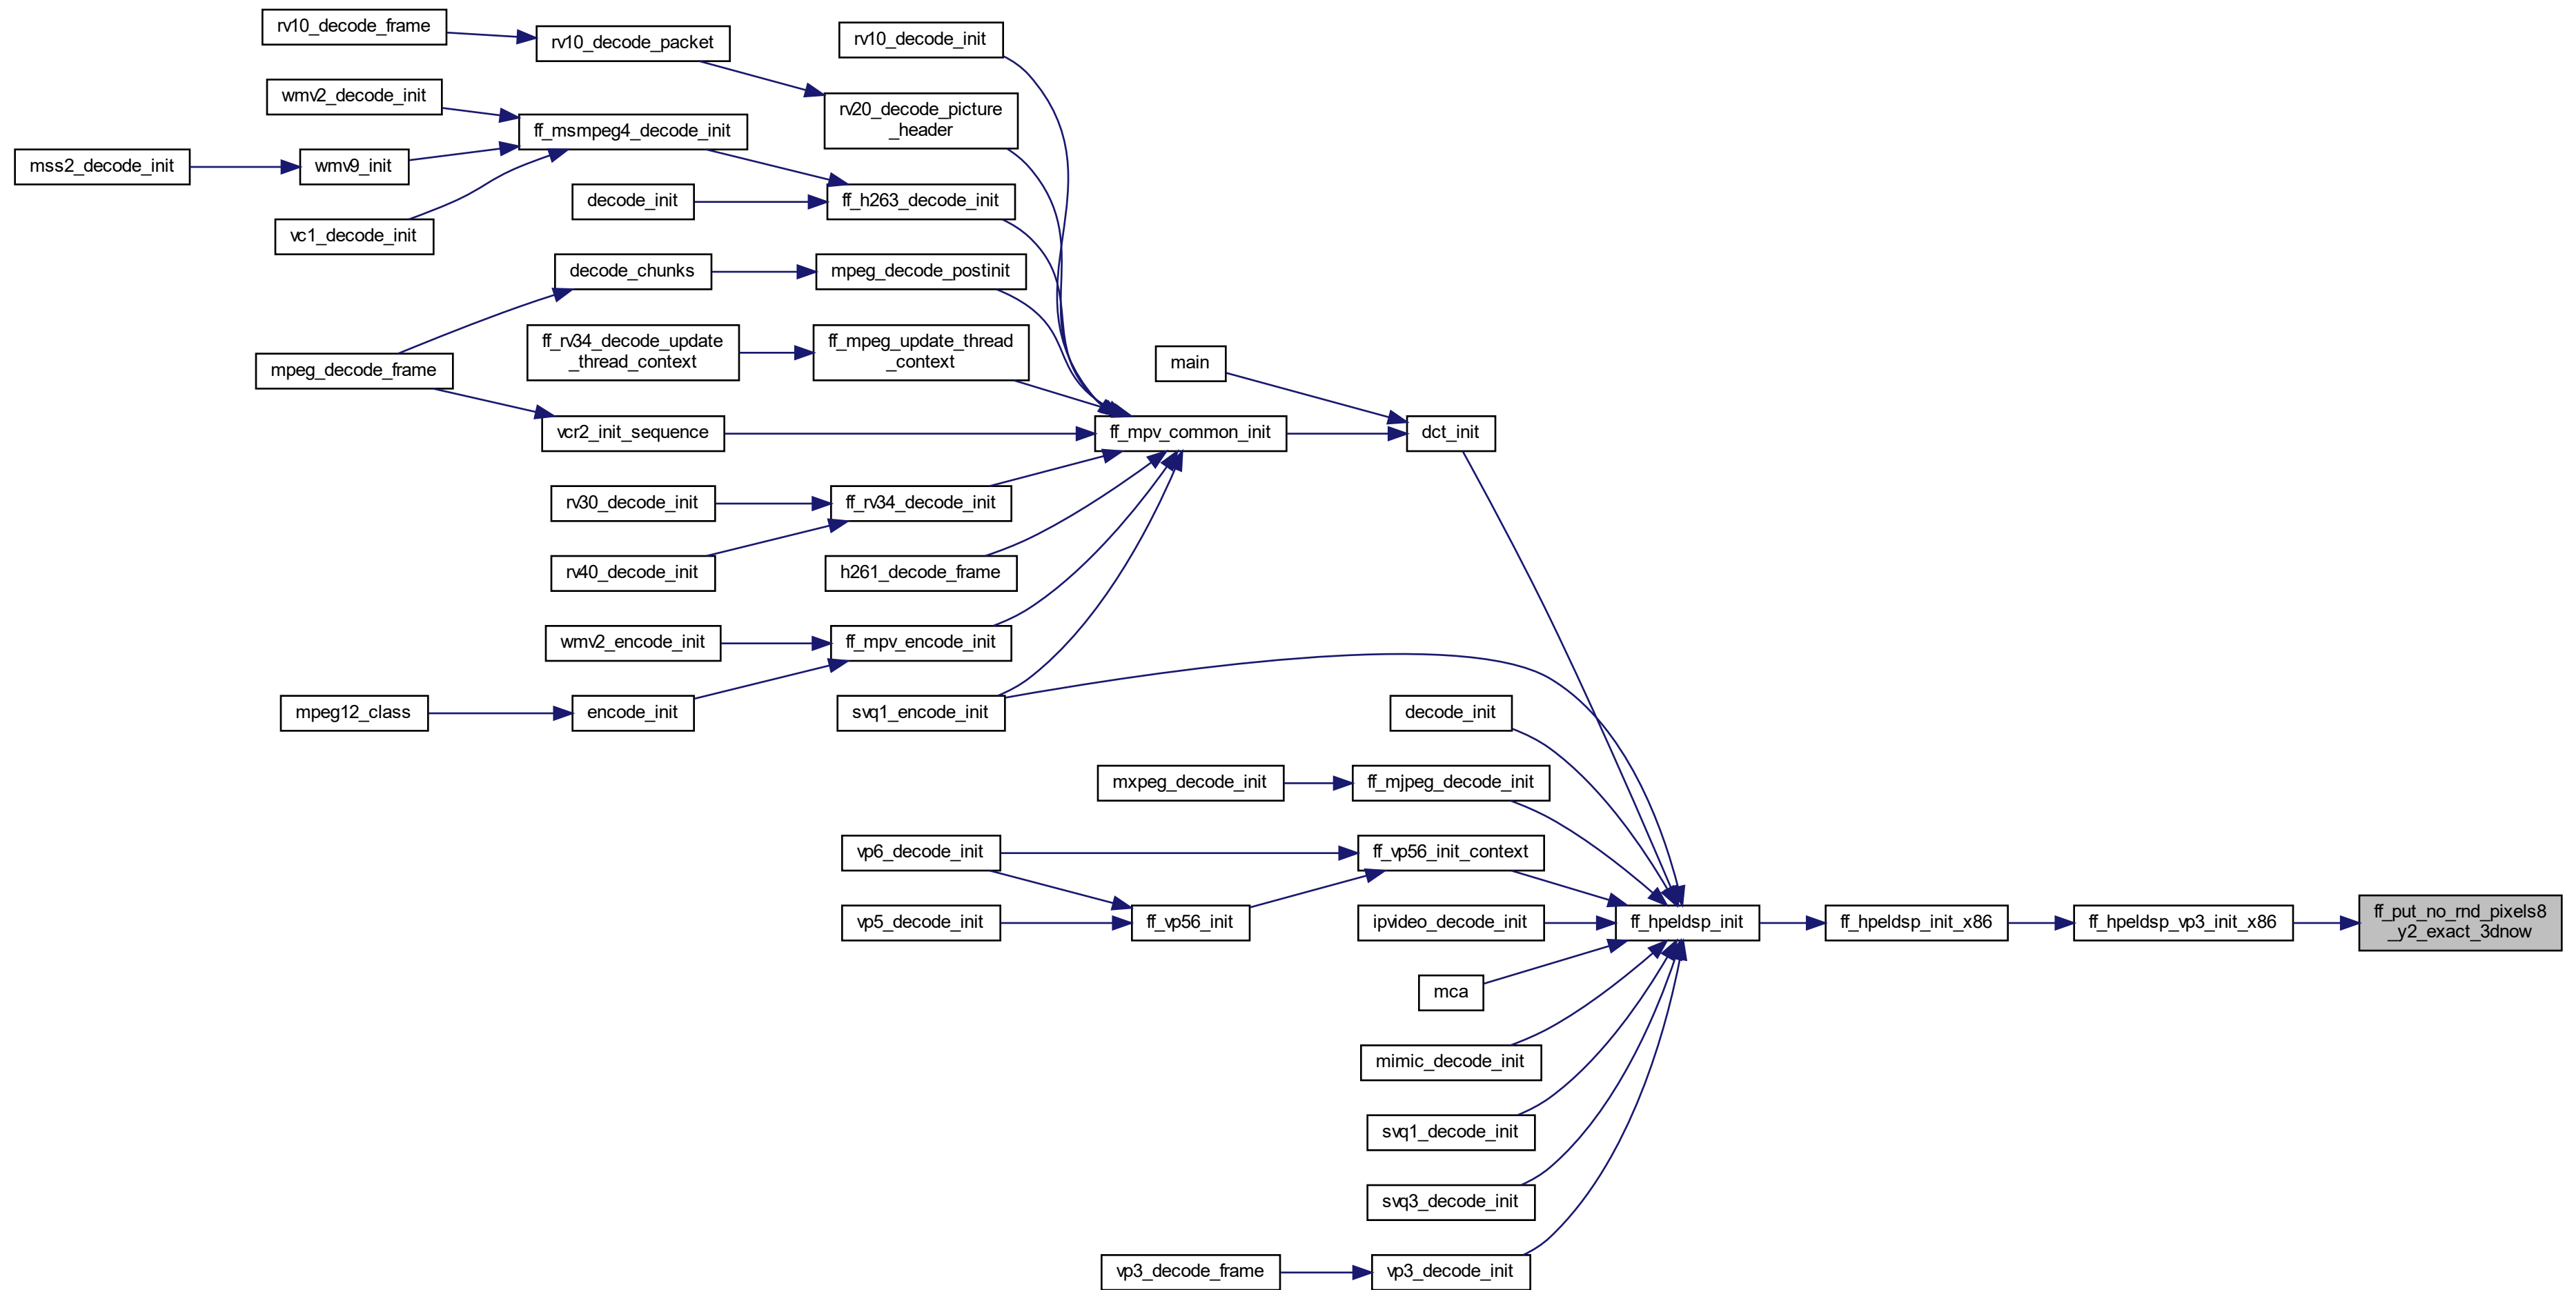 rv10_decode_frame
rv10_decode_packet
rv10_decode_init
wmv2_decode_init
rv20_decode_picture
_header
ff_msmpeg4_decode_init
mss2_decode_init
wmv9_init
decode_init
ff_h263_decode_init
vc1_decode_init
decode_chunks
mpeg_decode_postinit
ff_rv34_decode_update
_thread_context
ff_mpeg_update_thread
_context
mpeg_decode_frame
main
vcr2_init_sequence
ff_mpv_common_init
dct_init
rv30_decode_init
ff_rv34_decode_init
rv40_decode_init
h261_decode_frame
wmv2_encode_init
ff_mpv_encode_init
mpeg12_class
encode_init
svq1_encode_init
decode_init
mxpeg_decode_init
ff_mjpeg_decode_init
vp6_decode_init
ff_vp56_init_context
vp5_decode_init
ff_vp56_init
ipvideo_decode_init
ff_hpeldsp_init
ff_hpeldsp_init_x86
ff_hpeldsp_vp3_init_x86
ff_put_no_rnd_pixels8
_y2_exact_3dnow
mca
mimic_decode_init
svq1_decode_init
svq3_decode_init
vp3_decode_frame
vp3_decode_init